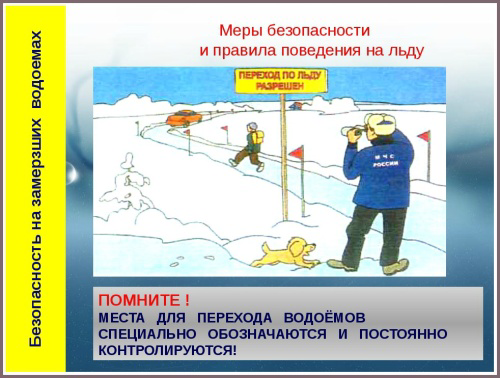 Безопасность на замерзших водоемах
Меры безопасности
и правила поведения на льду
ПЕРЕХОД ПО ЛЬДУ
РАЗРЕШЕН
М Ч С
РОССИИ
ПОМНИТЕ !
МЕСТА ДЛЯ ПЕРЕХОДА ВОДОЁМОВ
СПЕЦИАЛЬНО ОБОЗНАЧАЮТСЯ И ПОСТОЯННО
КОНТРОЛИРУЮТСЯ!